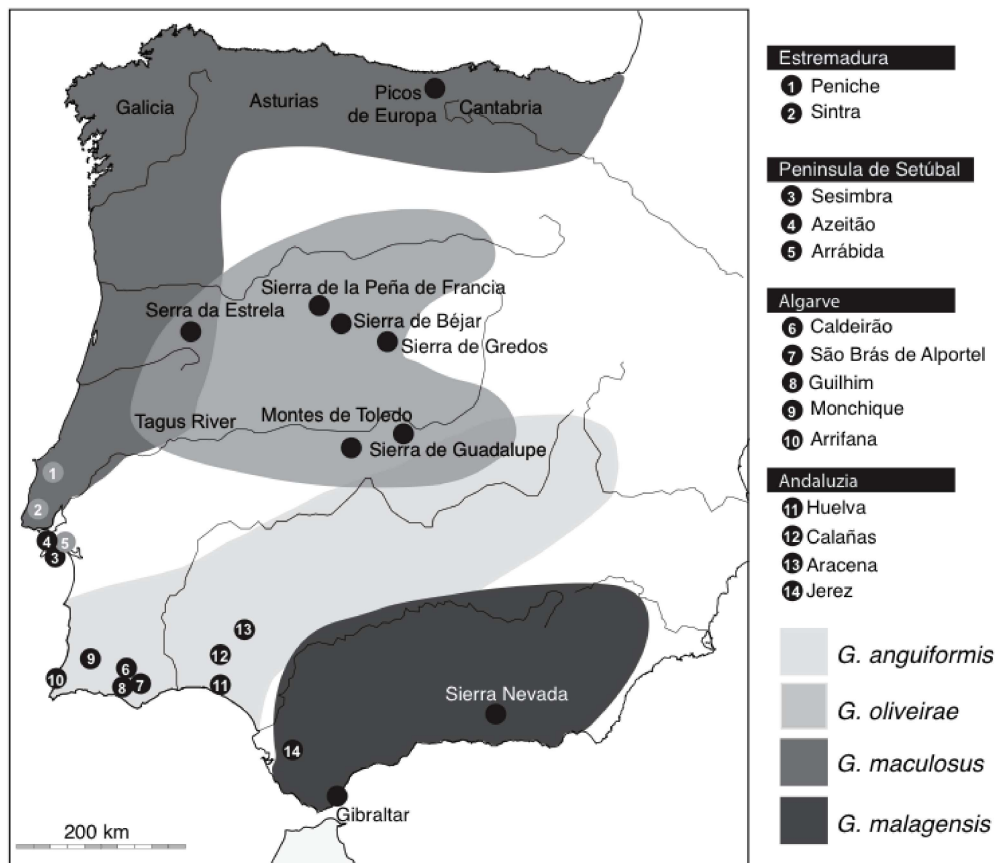 Galicia
Asturias
Picos
de Europa
Cantabria
Sierra de la Peña de Francia
Serra da Estrela
Sierra de Béjar
Sierra de Gredos
Tagus River
Montes de Toledo
Sierra de Guadalupe
1
2
4
5
3
13
12
9
6
10
8
7
11
Sierra Nevada
14
Gibraltar
200 km
Estremadura
1 Peniche
2 Sintra
Peninsula de Setúbal
3 Sesimbra
4 Azeitão
5 Arrábida
Algarve
6 Caldeirão
7 São Brás de Alportel
8 Guilhim
9 Monchique
10 Arrifana
Andaluzia
11 Huelva
12 Calañas
13 Aracena
14 Jerez
G. anguiformis
G. oliveirae
G. maculosus
G. malagensis